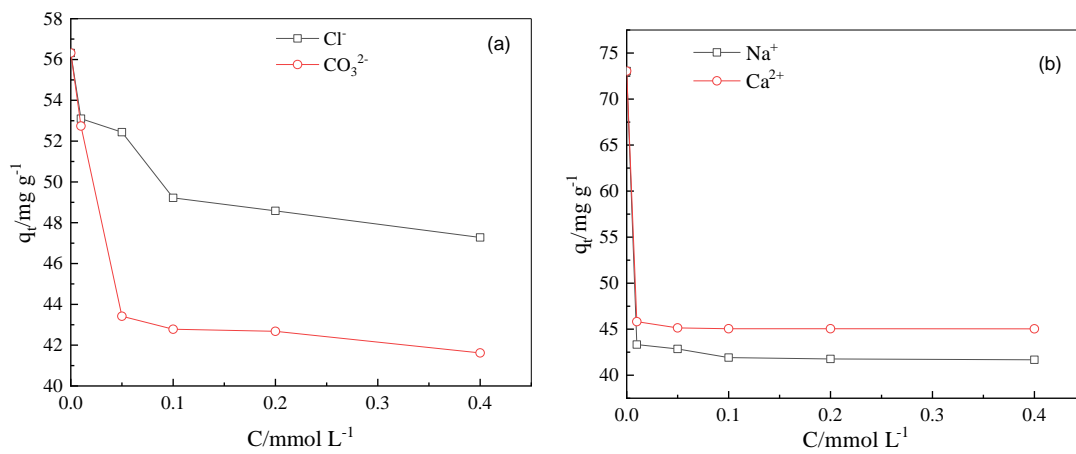 58
56
54
52
50
48
46
44
42
40
qt/mg g⁻¹
0.0 0.1 0.2 0.3 0.4
C/mmol L⁻¹
Cl⁻
CO₃²⁻
(a)
75
70
65
60
55
50
45
40
qt/mg g⁻¹
0.0 0.1 0.2 0.3 0.4
C/mmol L⁻¹
Na⁺
Ca²⁺
(b)